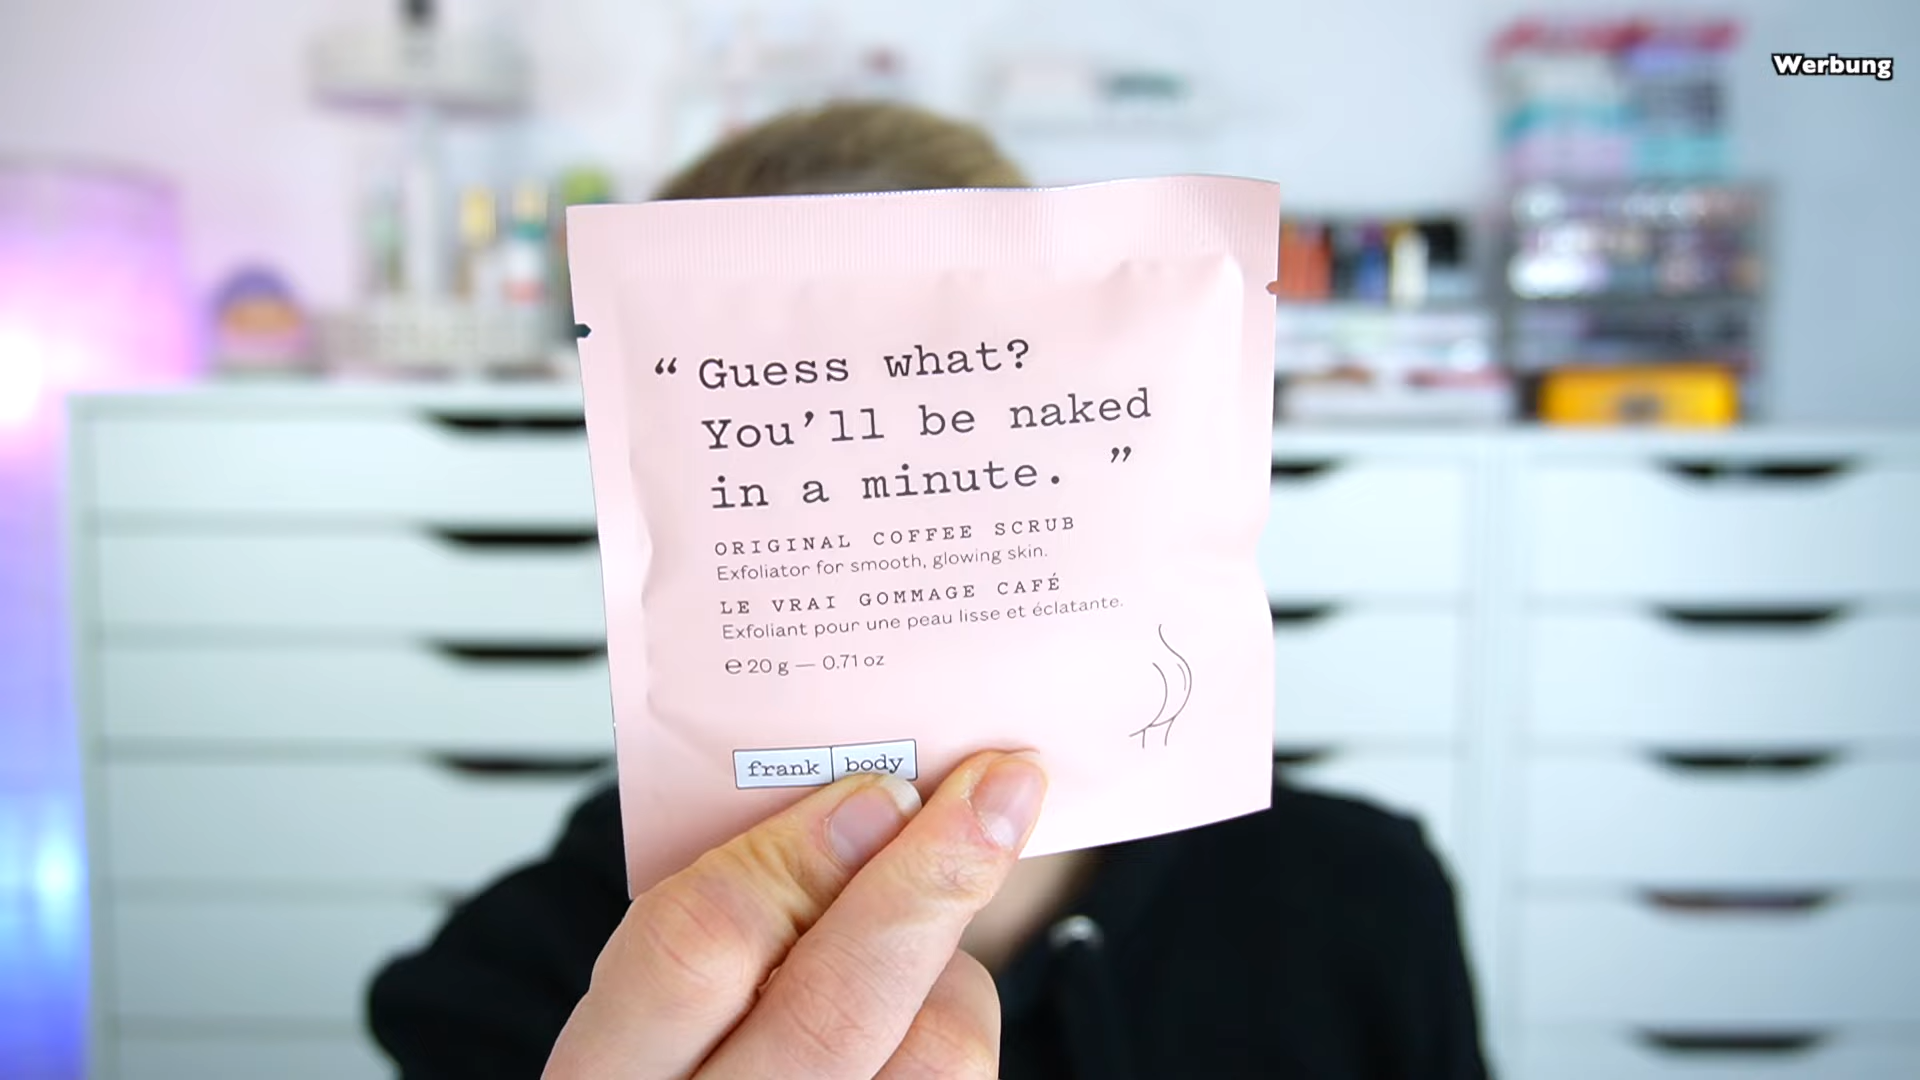 Werbung
“ Guess what?
You’ll be naked
in a minute. ”
ORIGINAL COFFEE SCRUB
Exfoliator for smooth, glowing skin.
LE VRAI GOMMAGE CAFÉ
Exfoliant pour une peau lisse et éclatante.
℮ 20 g — 0.71 oz
frank body